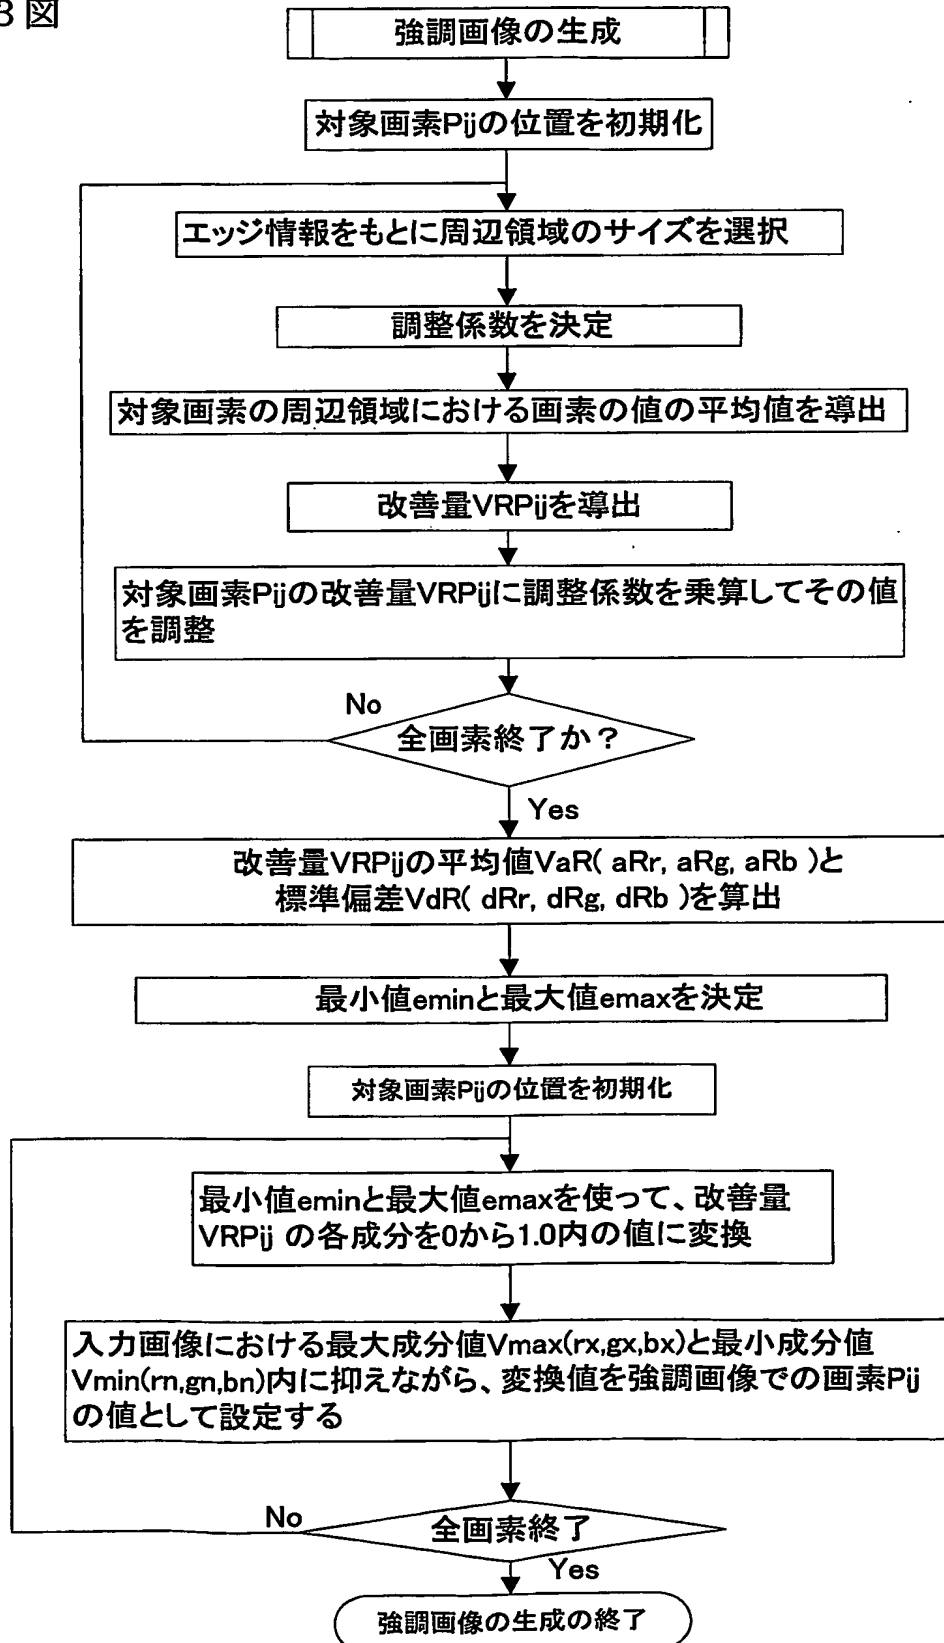 3図
強調画像の生成
対象画素Pijの位置を初期化
エッジ情報をもとに周辺領域のサイズを選択
調整係数を決定
対象画素の周辺領域における画素の値の平均値を導出
改善量VRPijを導出
対象画素Pijの改善量VRPijに調整係数を乗算してその値
を調整
No
全画素終了か？
Yes
改善量VRPijの平均値VaR( aRr, aRg, aRb )と
標準偏差VdR( dRr, dRg, dRb )を算出
最小値eminと最大値emaxを決定
対象画素Pijの位置を初期化
最小値eminと最大値emaxを使って、改善量
VRPij の各成分を0から1.0内の値に変換
入力画像における最大成分値Vmax(rx,gx,bx)と最小成分値
Vmin(rn,gn,bn)内に抑えながら、変換値を強調画像での画素Pij
の値として設定する
No
全画素終了
Yes
強調画像の生成の終了